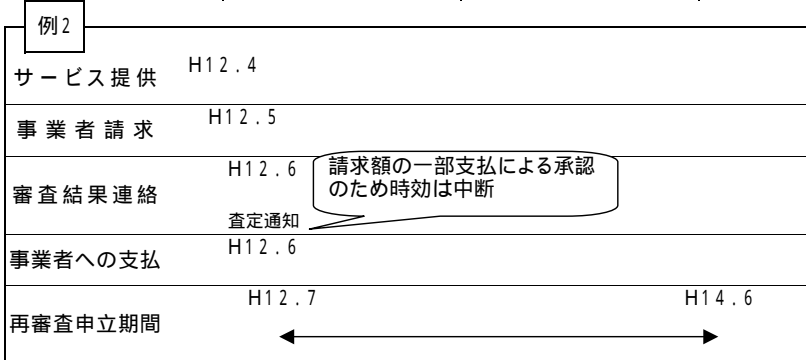 例2
サービス提供 H12.4
事業者請求 H12.5
審査結果連絡 H12.6 査定通知
請求額の一部支払による承認
のため時効は中断
事業者への支払 H12.6
再審査申立期間 H12.7 H14.6